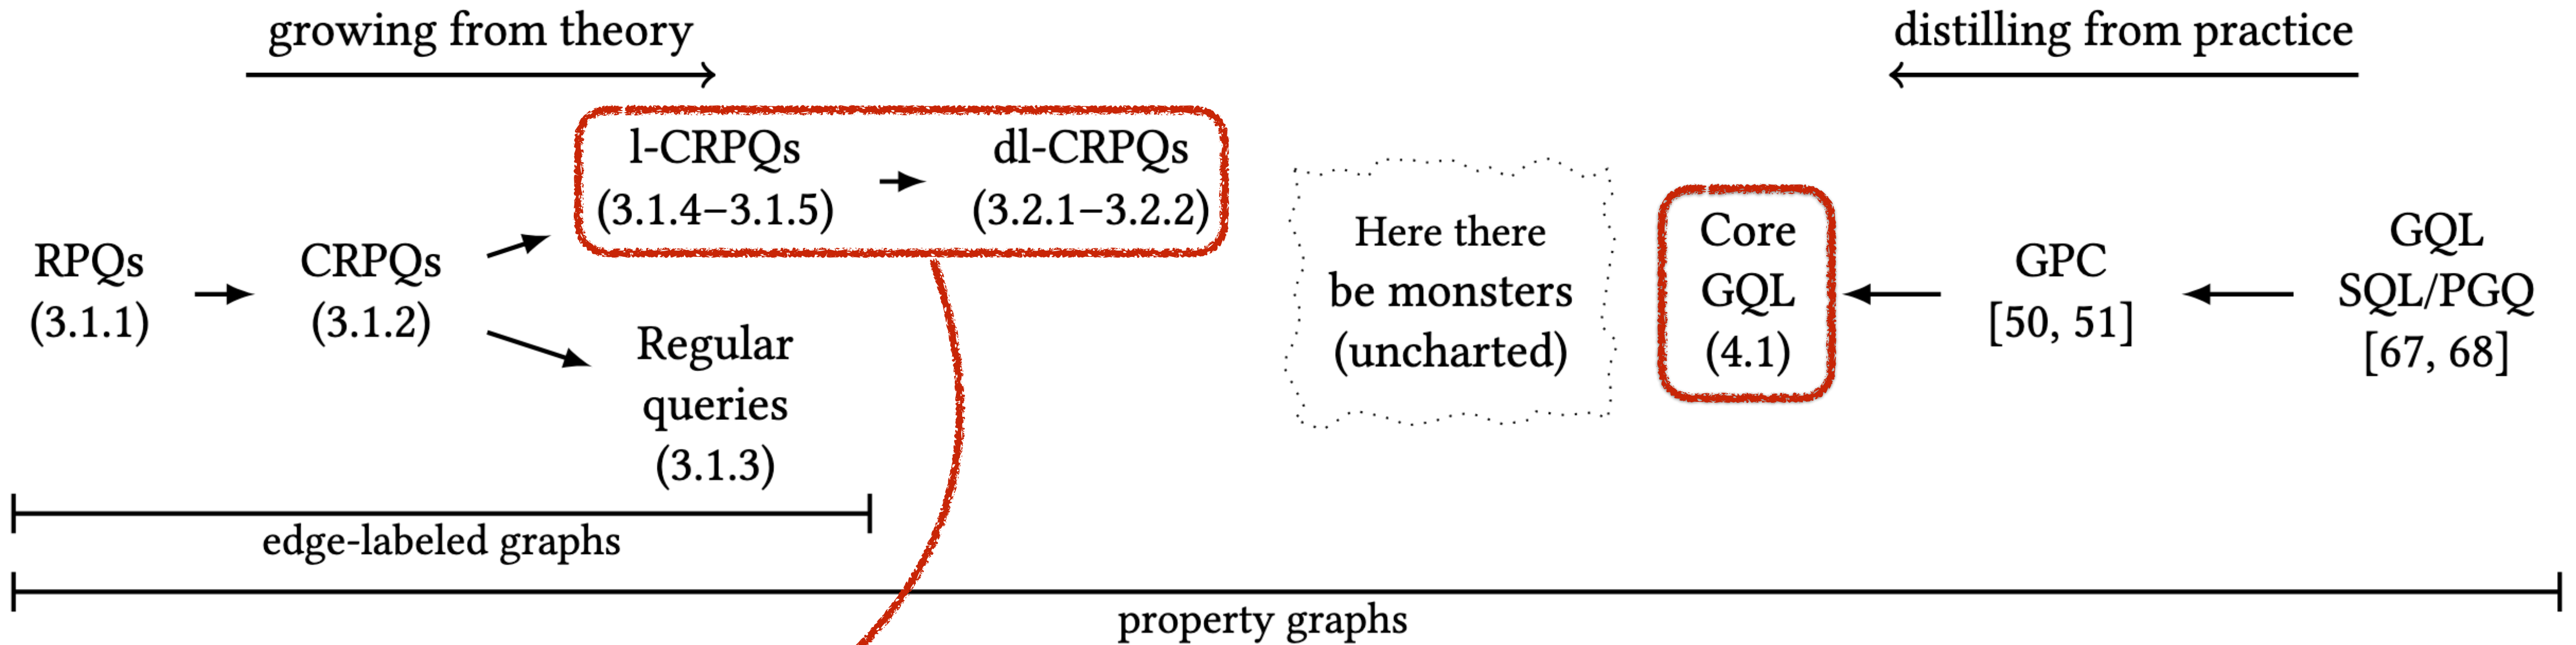 growing from theory
distilling from practice
l-CRPQs
(3.1.4–3.1.5)
dl-CRPQs
(3.2.1–3.2.2)
RPQs
(3.1.1)
CRPQs
(3.1.2)
Regular
queries
(3.1.3)
Here there
be monsters
(uncharted)
Core
GQL
(4.1)
GPC
[50, 51]
GQL
SQL/PGQ
[67, 68]
edge-labeled graphs
property graphs